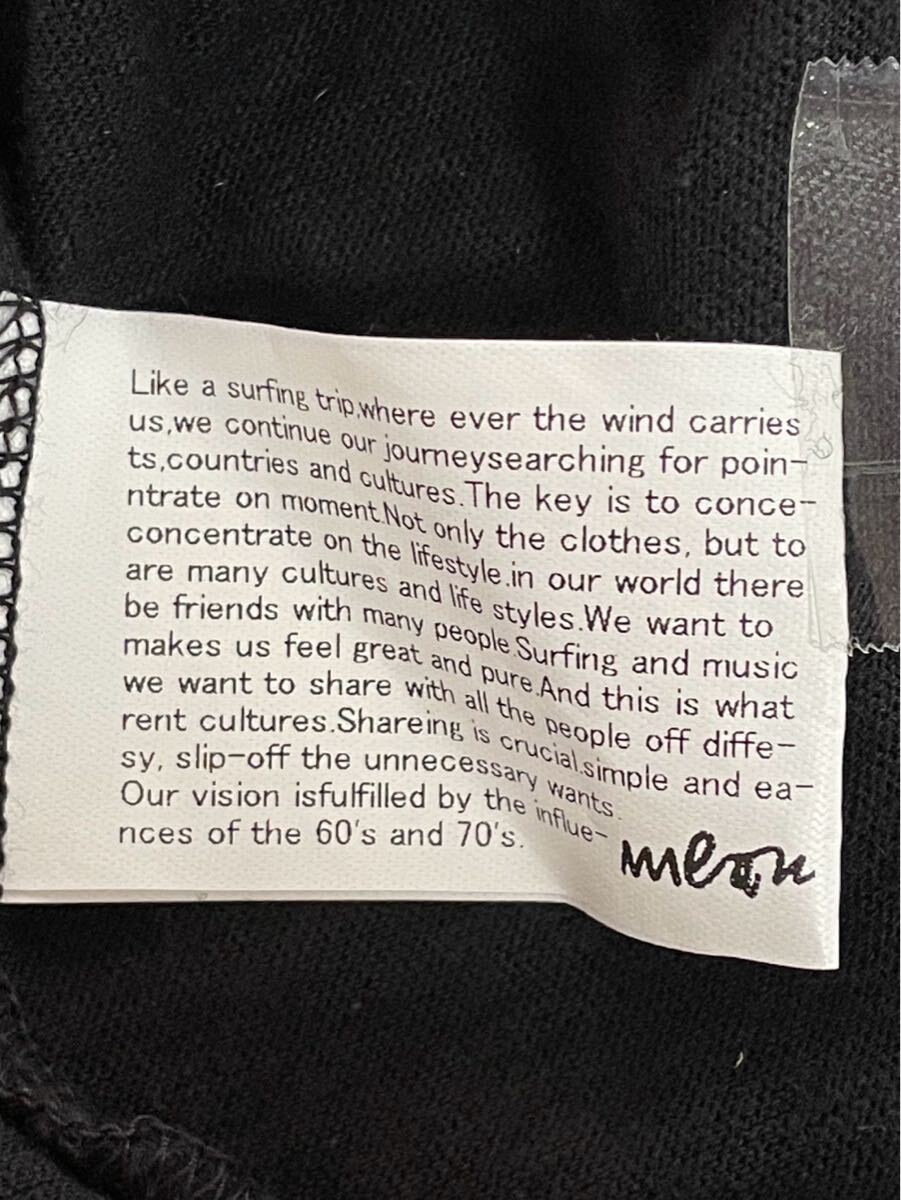 Like a surfing trip,where ever the wind carries
us,we continue our journeysearching for poin-
ts,countries and cultures.The key is to conce-
ntrate on moment.Not only the clothes, but to
concentrate on the lifestyle.in our world there
are many cultures and life styles.We want to
be friends with many people.Surfing and music
makes us feel great and pure.And this is what
we want to share with all the people off diffe-
rent cultures.Shareing is crucial.simple and ea-
sy, slip-off the unnecessary wants.
Our vision isfulfilled by the influe-
nces of the 60's and 70's.